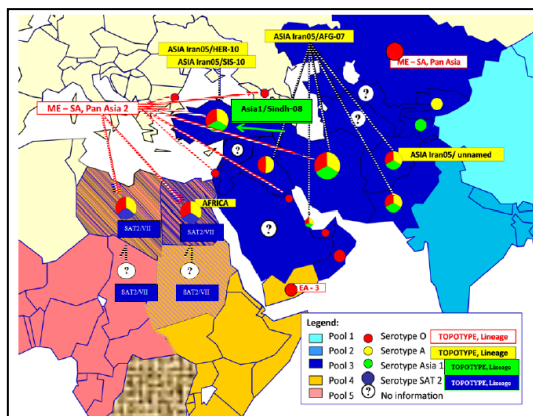 ASIA Iran05/HER-10
ASIA Iran05/SIS-10
ASIA Iran05/AFG-07
ME – SA, Pan Asia
ME – SA, Pan Asia 2
Asia1/Sindh-08
?
?
ASIA Iran05/ unnamed
AFRICA
SAT2/VII
SAT2/VII
?
?
?
SAT2/VII
SAT2/VII
EA - 3
Legend:
Pool 1
Pool 2
Pool 3
Pool 4
Pool 5
Serotype O
Serotype A
Serotype Asia 1
Serotype SAT 2
? No information
TOPOTYPE, Lineage
TOPOTYPE, Lineage
TOPOTYPE, Lineage
TOPOTYPE, Lineage